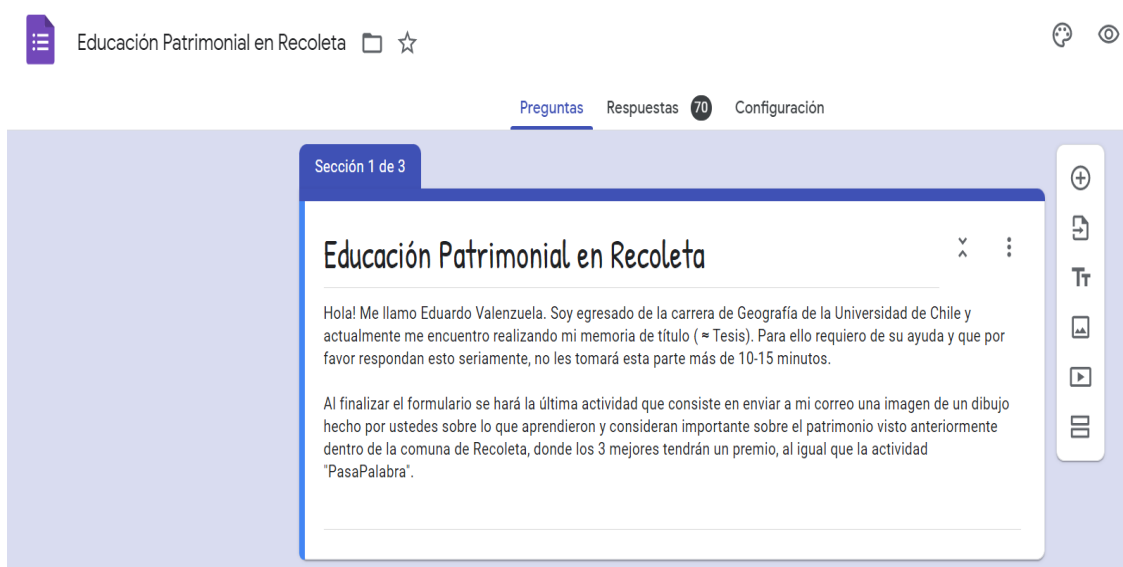 Educación Patrimonial en Recoleta
Preguntas Respuestas 70 Configuración
Sección 1 de 3
Educación Patrimonial en Recoleta
Tт
Hola! Me llamo Eduardo Valenzuela. Soy egresado de la carrera de Geografía de la Universidad de Chile y
actualmente me encuentro realizando mi memoria de título ( ≈ Tesis). Para ello requiero de su ayuda y que por
favor respondan esto seriamente, no les tomará esta parte más de 10-15 minutos.
Al finalizar el formulario se hará la última actividad que consiste en enviar a mi correo una imagen de un dibujo
hecho por ustedes sobre lo que aprendieron y consideran importante sobre el patrimonio visto anteriormente
dentro de la comuna de Recoleta, donde los 3 mejores tendrán un premio, al igual que la actividad
"PasaPalabra".